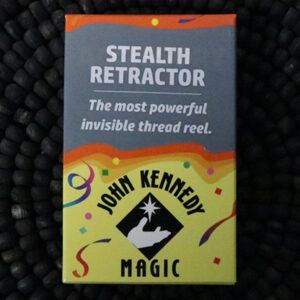 STEALTH
RETRACTOR
The most powerful
invisible thread reel.
JOHN KENNEDY
MAGIC